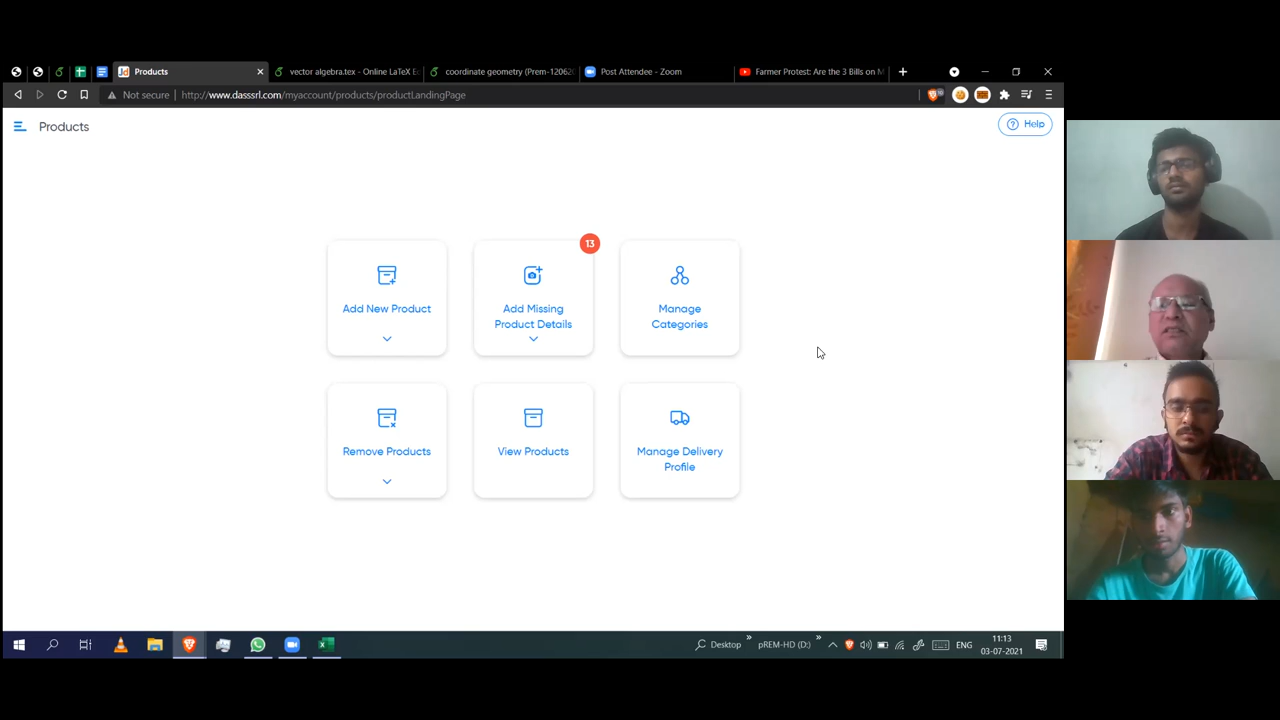 Products
vector algebra.tex - Online LaTeX E
coordinate geometry (Prem-12062
Post Attendee - Zoom
Farmer Protest: Are the 3 Bills on M
Not secure
http://www.dasssrl.com/myaccount/products/productLandingPage
Products
Help
13
Add New Product
Add Missing
Product Details
Manage
Categories
Remove Products
View Products
Manage Delivery
Profile
Desktop
pREM-HD (D:)
ENG
11:13
03-07-2021